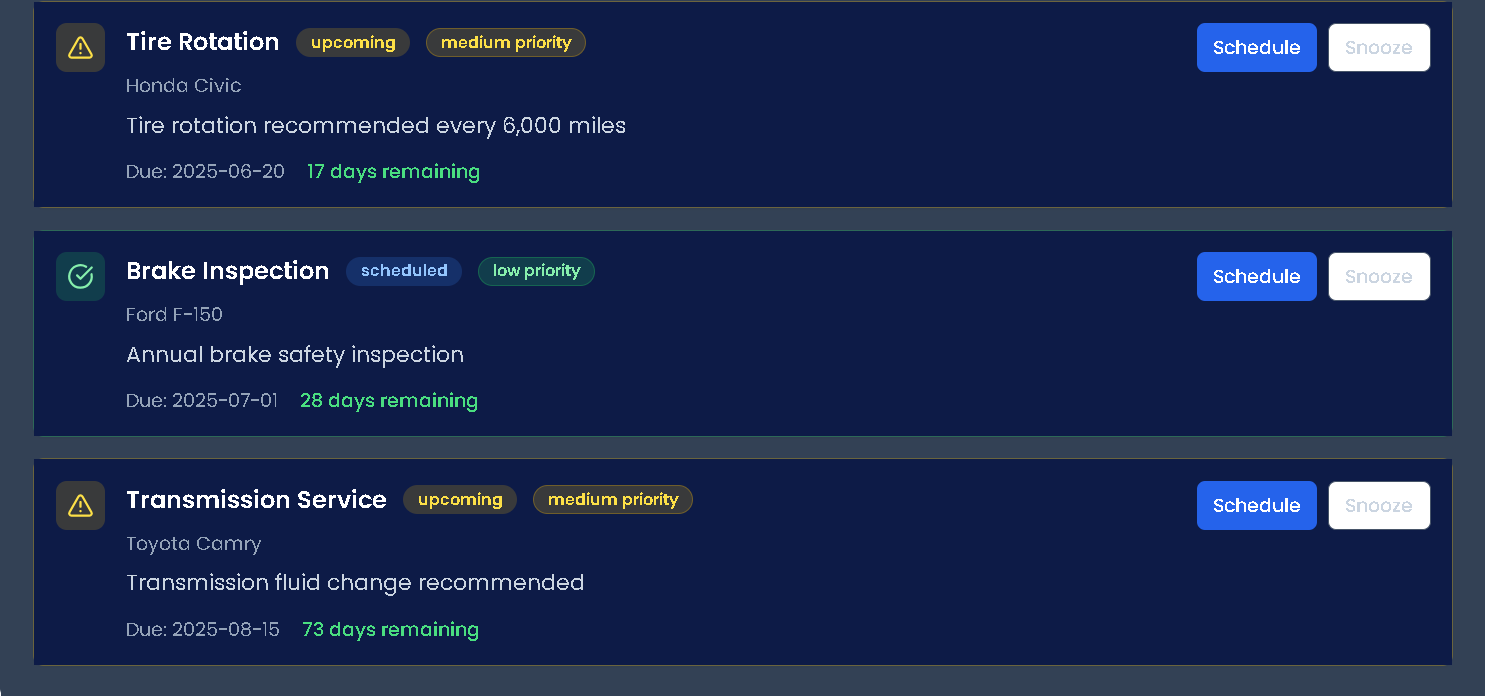 Tire Rotation upcoming medium priority Schedule Snooze
Honda Civic
Tire rotation recommended every 6,000 miles
Due: 2025-06-20 17 days remaining
Brake Inspection scheduled low priority Schedule Snooze
Ford F-150
Annual brake safety inspection
Due: 2025-07-01 28 days remaining
Transmission Service upcoming medium priority Schedule Snooze
Toyota Camry
Transmission fluid change recommended
Due: 2025-08-15 73 days remaining